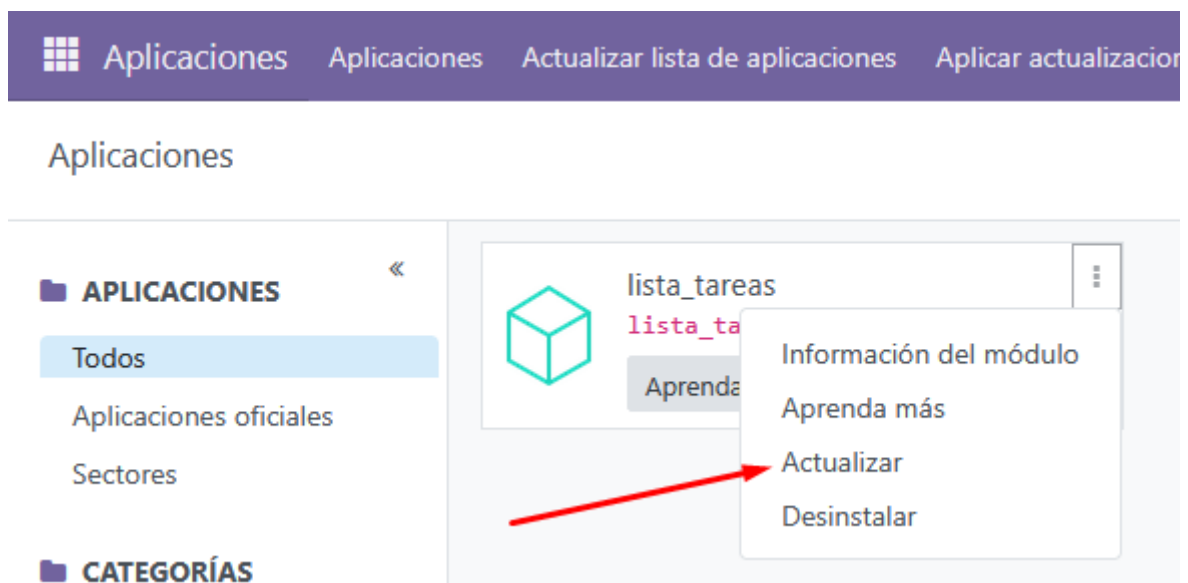 Aplicaciones Aplicaciones Actualizar lista de aplicaciones Aplicar actualizacion
Aplicaciones
«
APLICACIONES
Todos
Aplicaciones oficiales
Sectores
CATEGORÍAS
lista_tareas
lista_ta
Aprenda
Información del módulo
Aprenda más
Actualizar
Desinstalar